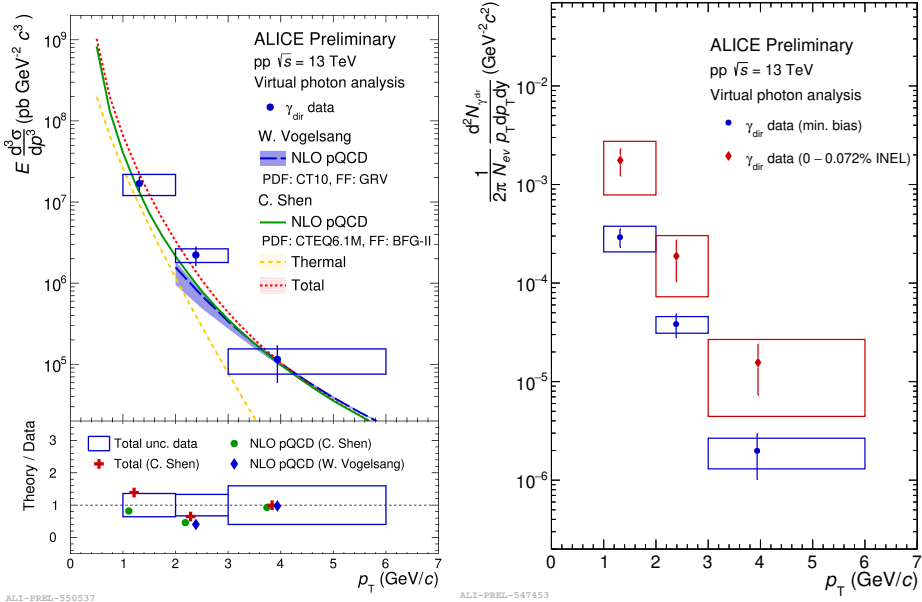 E d³σ/dp³ (pb GeV⁻² c³)
10⁹
10⁸
10⁷
10⁶
10⁵
ALICE Preliminary
pp √s = 13 TeV
Virtual photon analysis
γdir data
W. Vogelsang
NLO pQCD
PDF: CT10, FF: GRV
C. Shen
NLO pQCD
PDF: CTEQ6.1M, FF: BFG-II
Thermal
Total
Theory / Data
3
2
1
0
Total unc. data
NLO pQCD (C. Shen)
Total (C. Shen)
NLO pQCD (W. Vogelsang)
0 1 2 3 4 5 6 7
pT (GeV/c)
ALI-PREL-550537
1/(2π Nev) d²Nγdir/(pT dpT dy) (GeV⁻²c²)
10⁻²
10⁻³
10⁻⁴
10⁻⁵
10⁻⁶
ALICE Preliminary
pp √s = 13 TeV
Virtual photon analysis
γdir data (min. bias)
γdir data (0 – 0.072% INEL)
0 1 2 3 4 5 6 7
pT (GeV/c)
ALI-PREL-547453